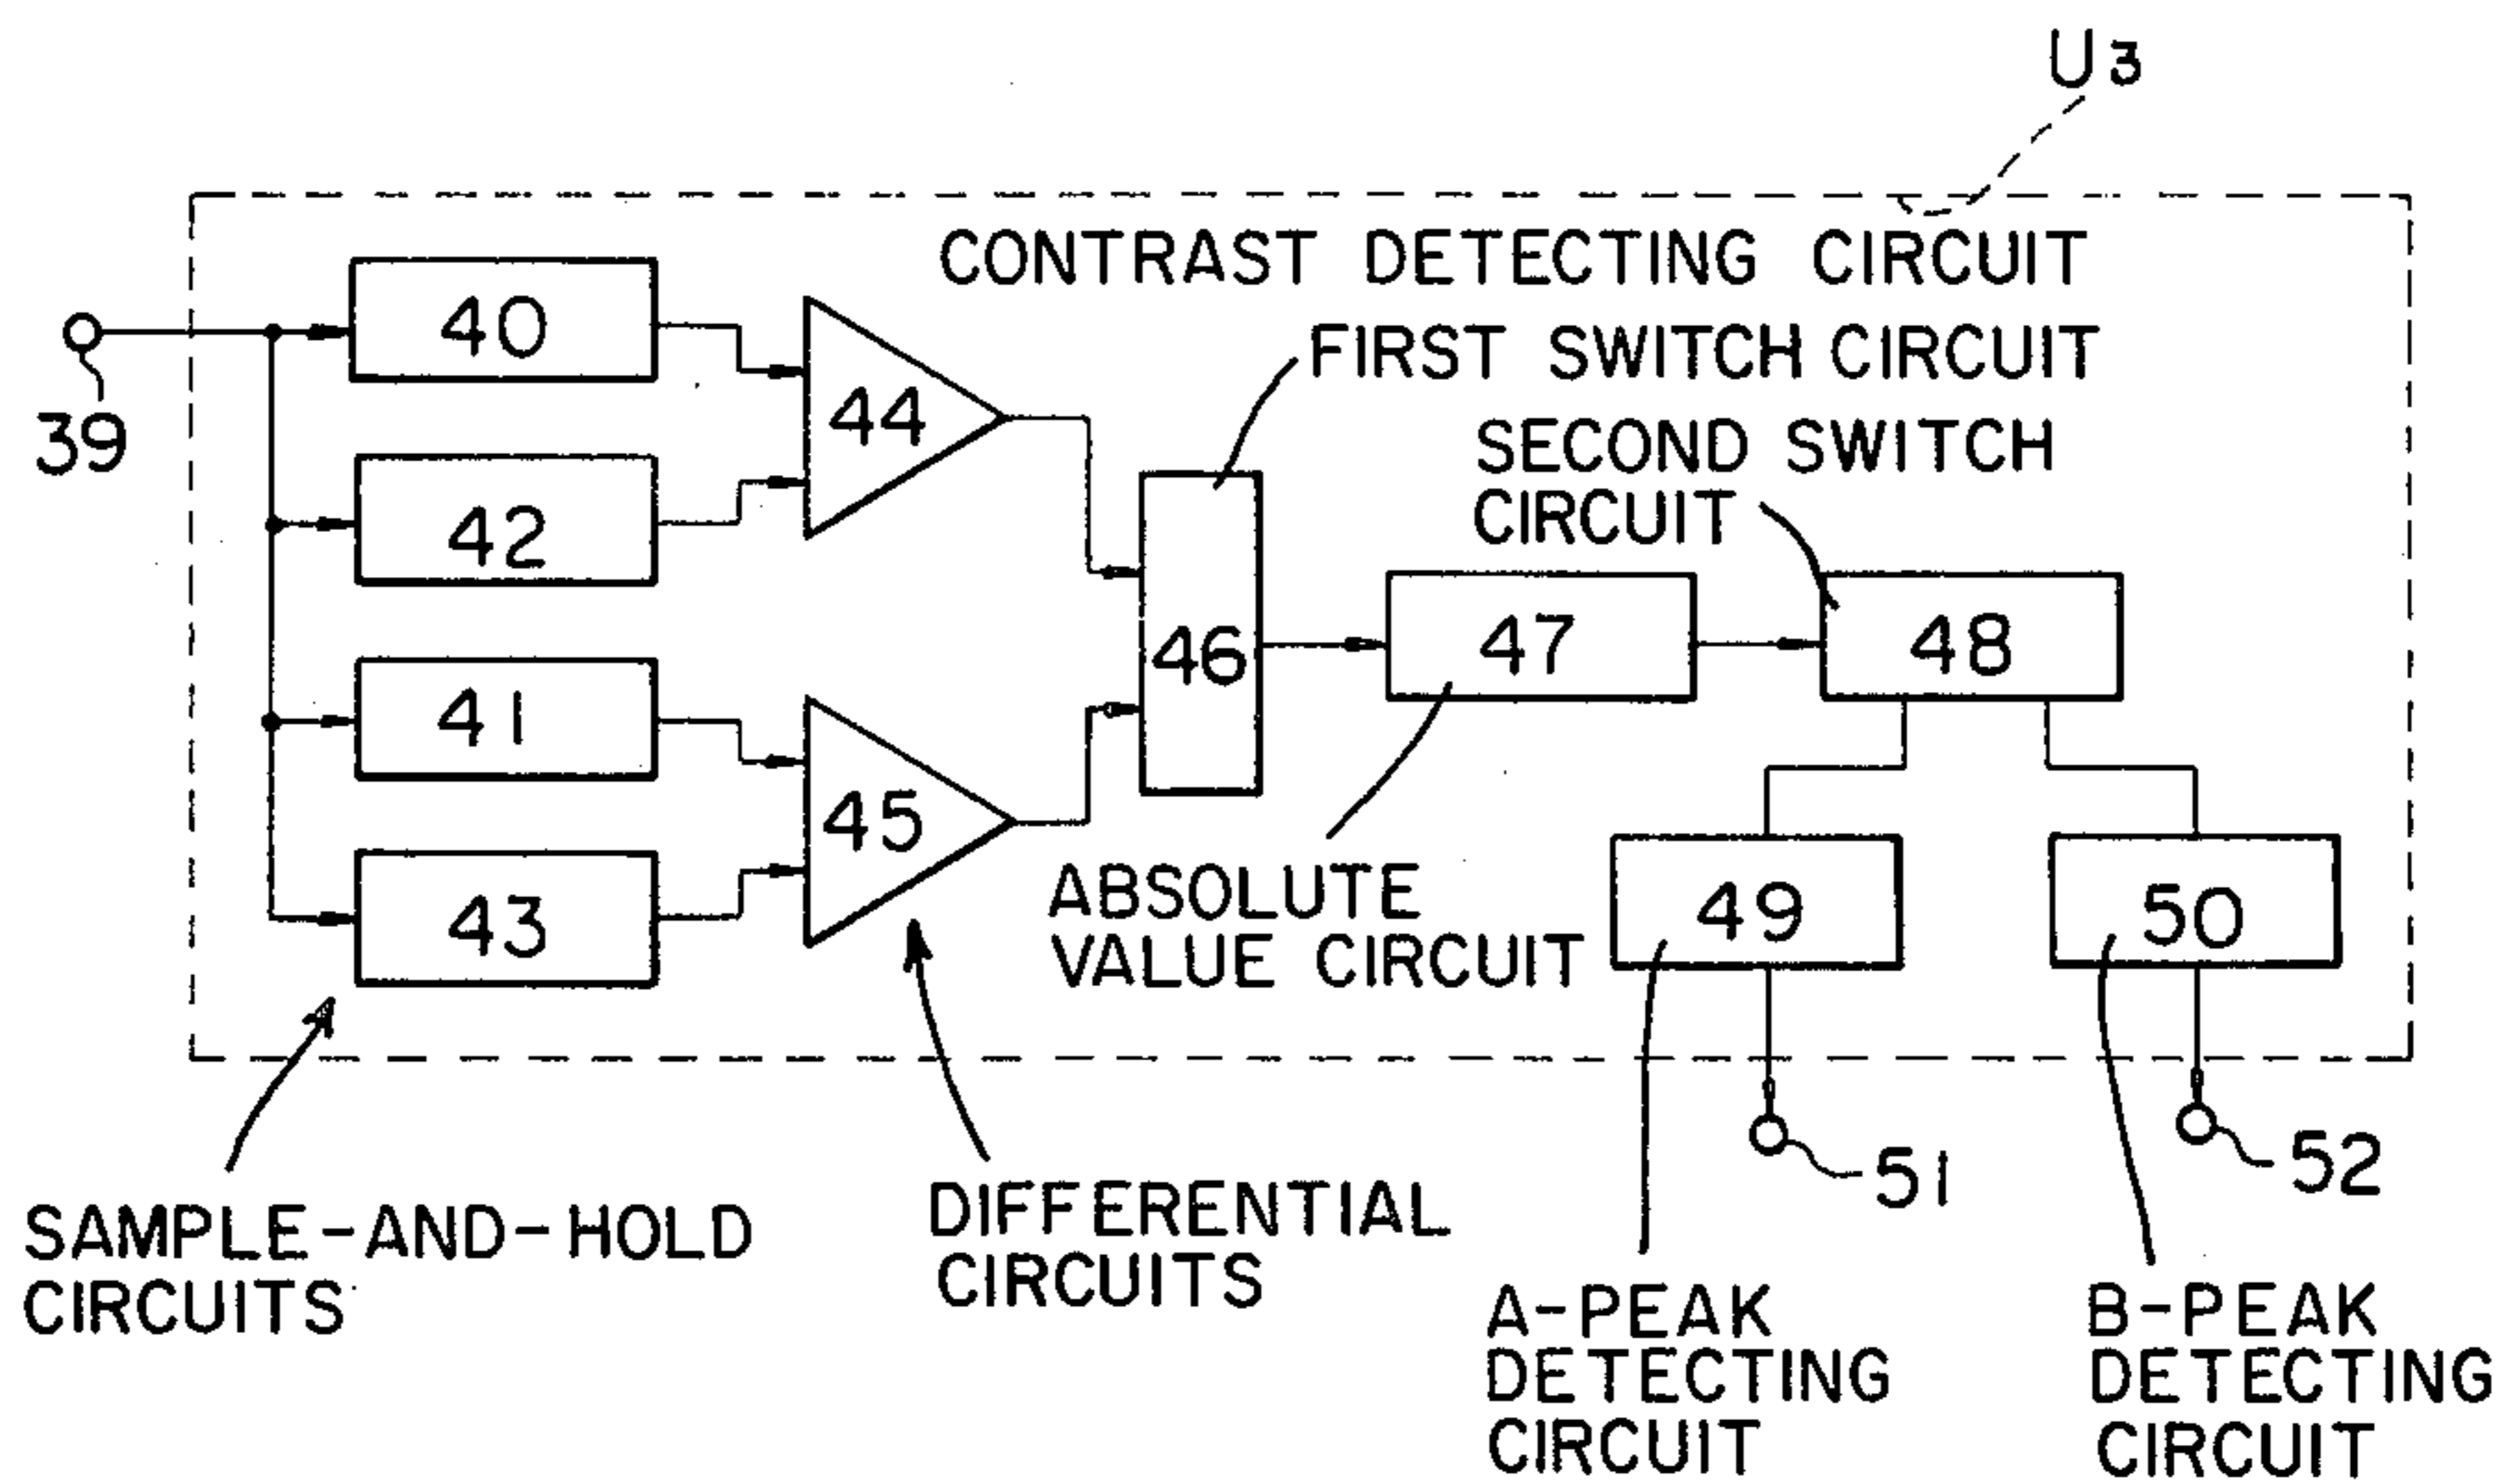 U3
CONTRAST DETECTING CIRCUIT
40
FIRST SWITCH CIRCUIT
39
44
SECOND SWITCH
CIRCUIT
42
46
47
48
41
45
ABSOLUTE
VALUE CIRCUIT
43
49
50
51
52
SAMPLE-AND-HOLD
CIRCUITS
DIFFERENTIAL
CIRCUITS
A-PEAK
DETECTING
CIRCUIT
B-PEAK
DETECTING
CIRCUIT